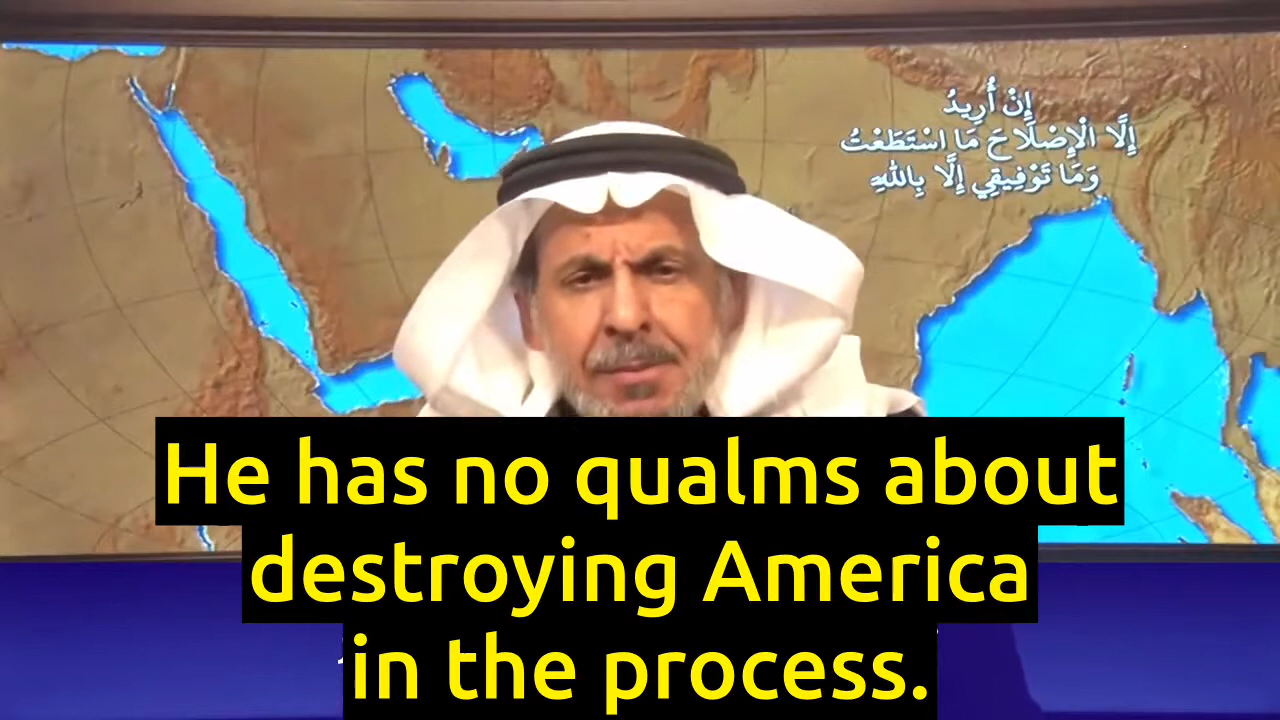 إِنْ أُرِيدُ
إِلَّا الْإِصْلَاحَ مَا اسْتَطَعْتُ
وَمَا تَوْفِيقِي إِلَّا بِاللَّهِ
He has no qualms about
destroying America
in the process.